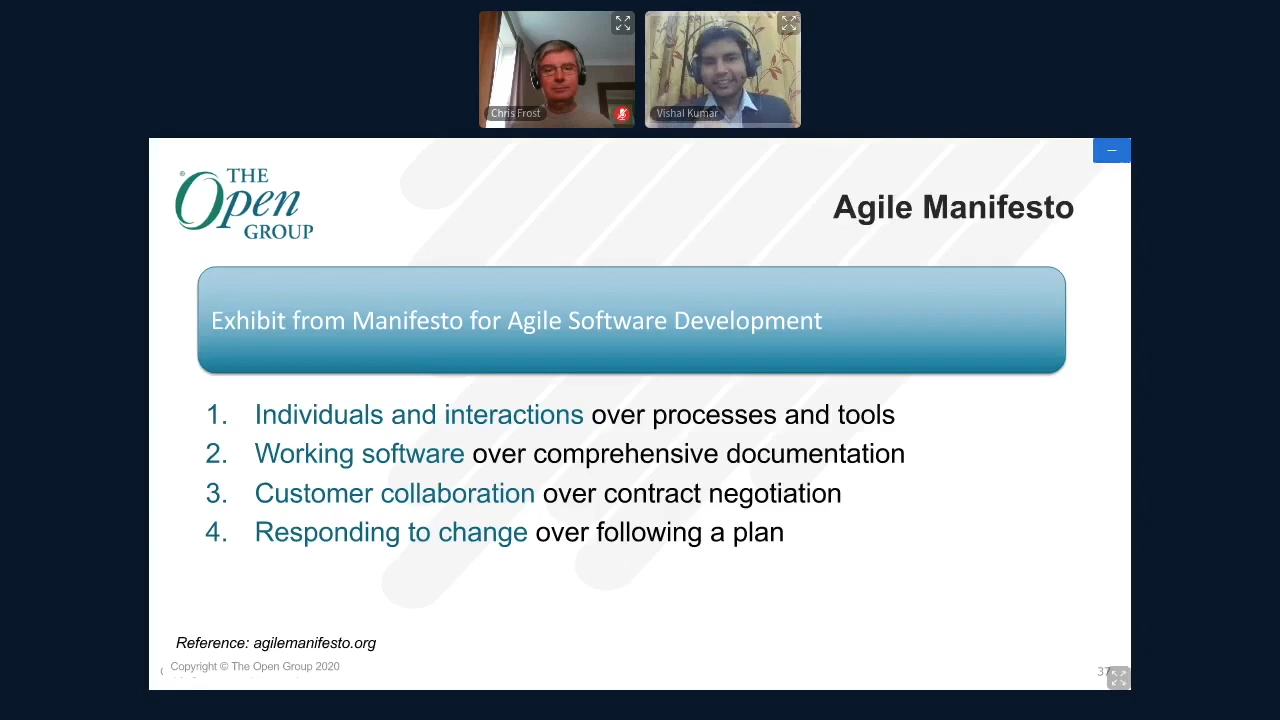 Chris Frost
Vishal Kumar
THE
Open
GROUP
®
Agile Manifesto
Exhibit from Manifesto for Agile Software Development
1. Individuals and interactions over processes and tools
2. Working software over comprehensive documentation
3. Customer collaboration over contract negotiation
4. Responding to change over following a plan
Reference: agilemanifesto.org
Copyright © The Open Group 2020
37